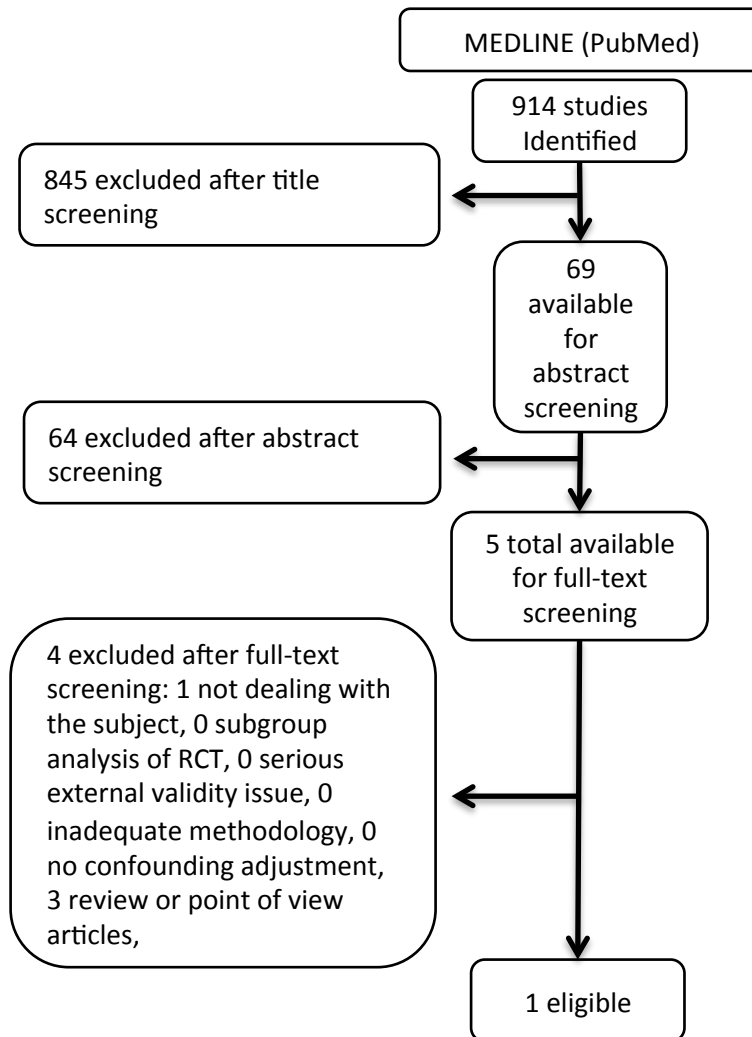 MEDLINE (PubMed)
914 studies
Identified
845 excluded after title
screening
69
available
for
abstract
screening
64 excluded after abstract
screening
5 total available
for full-text
screening
4 excluded after full-text
screening: 1 not dealing with
the subject, 0 subgroup
analysis of RCT, 0 serious
external validity issue, 0
inadequate methodology, 0
no confounding adjustment,
3 review or point of view
articles,
1 eligible